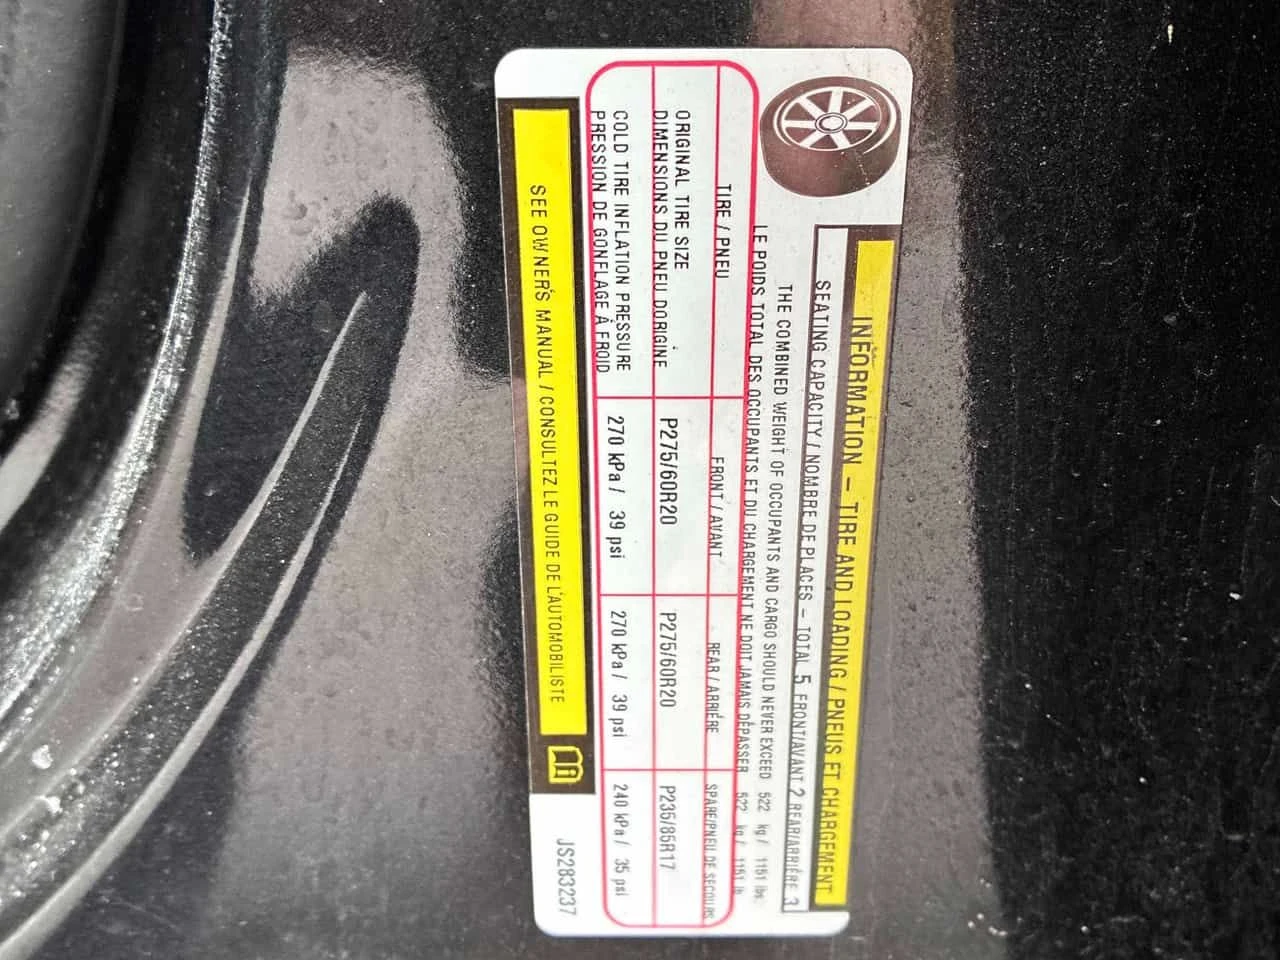 INFORMATION – TIRE AND LOADING / PNEUS ET CHARGEMENT
SEATING CAPACITY / NOMBRE DE PLACES – TOTAL 5 FRONT/AVANT 2 REAR/ARRIÈRE 3
THE COMBINED WEIGHT OF OCCUPANTS AND CARGO SHOULD NEVER EXCEED 522 kg / 1151 lbs.
LE POIDS TOTAL DES OCCUPANTS ET DU CHARGEMENT NE DOIT JAMAIS DÉPASSER 522 kg / 1151 lb.
TIRE / PNEU FRONT / AVANT REAR / ARRIÈRE SPARE/PNEU DE SECOURS
ORIGINAL TIRE SIZE
DIMENSIONS DU PNEU DORIGINE P275/60R20 P275/60R20 P235/85R17
COLD TIRE INFLATION PRESSURE
PRESSION DE GONFLAGE À FROID 270 kPa / 39 psi 270 kPa / 39 psi 240 kPa / 35 psi
SEE OWNER'S MANUAL / CONSULTEZ LE GUIDE DE L'AUTOMOBILISTE
JS283237